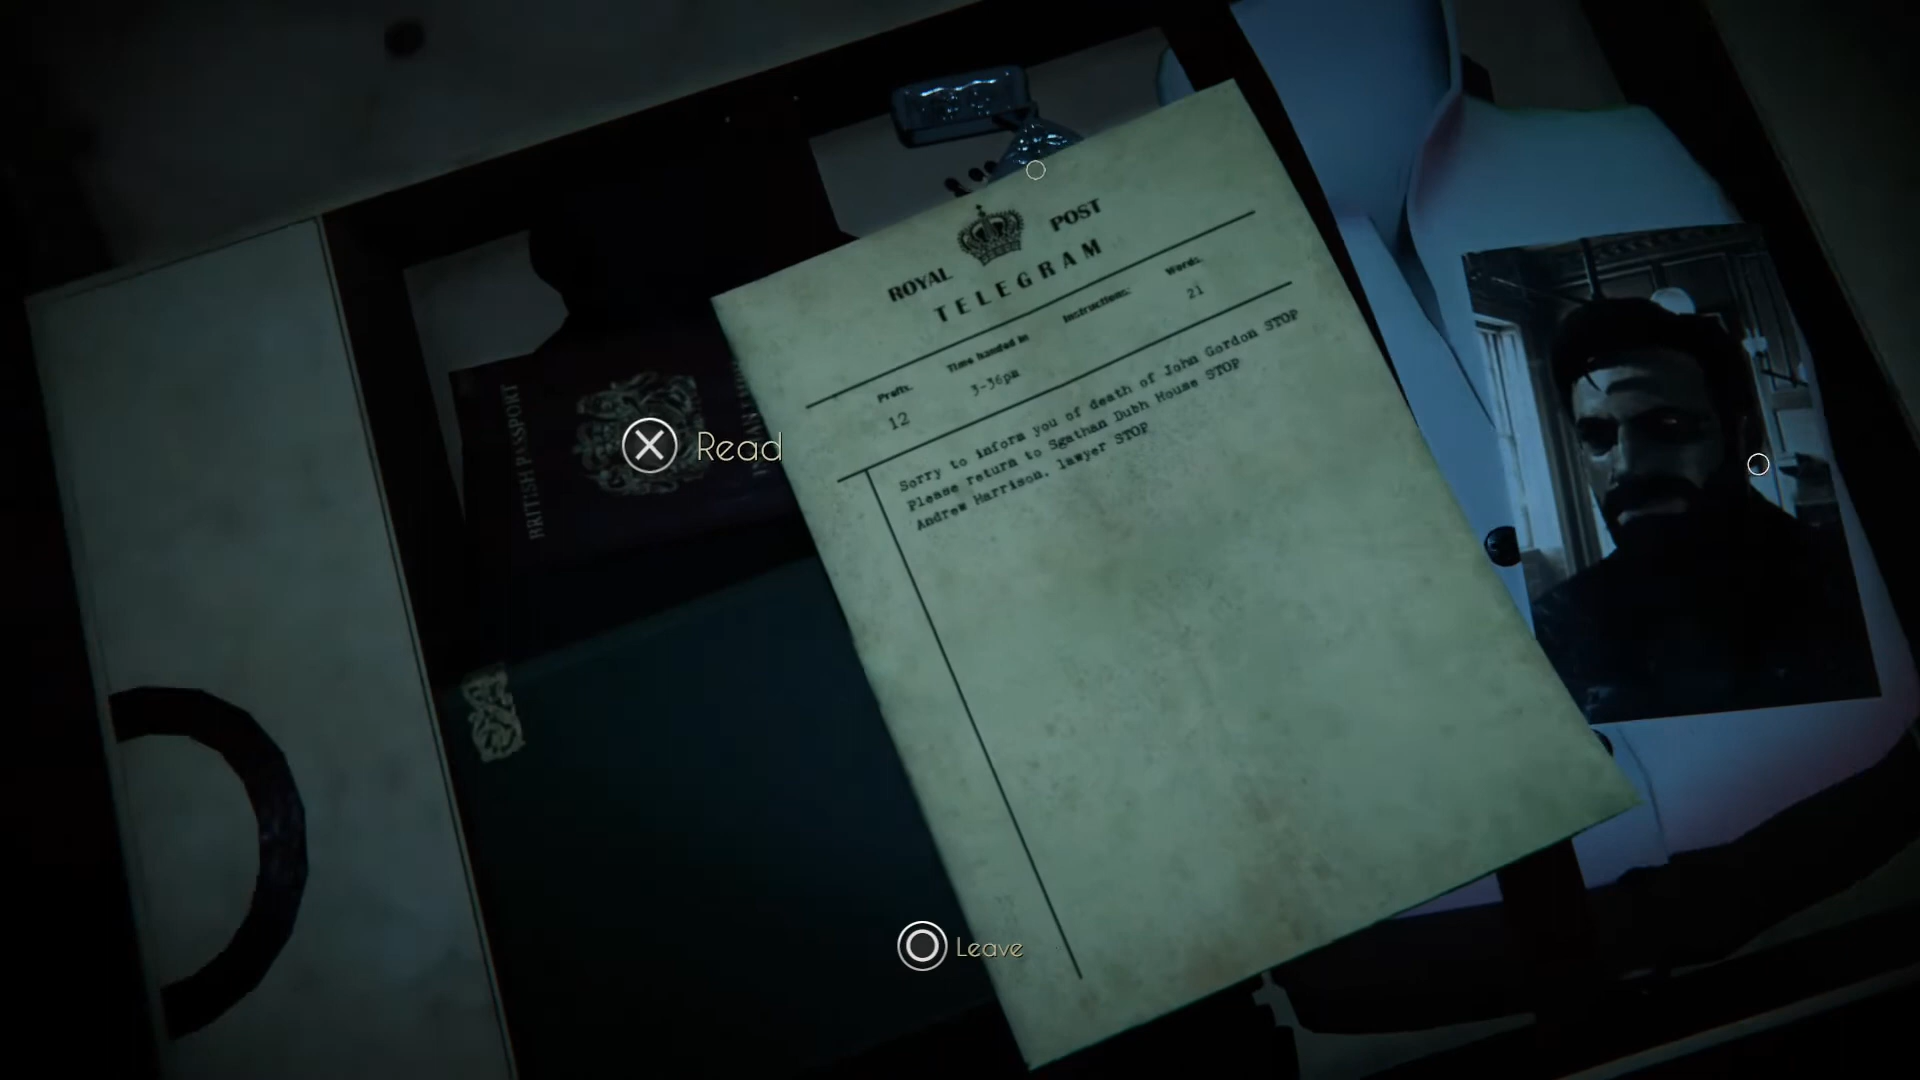 ROYAL POST
TELEGRAM
Prefix. Time handed in Instructions: Words.
12 3-36pm 21
Sorry to inform you of death of John Gordon STOP
Please return to Sgathan Dubh House STOP
Andrew Harrison, lawyer STOP
BRITISH PASSPORT
Read
Leave